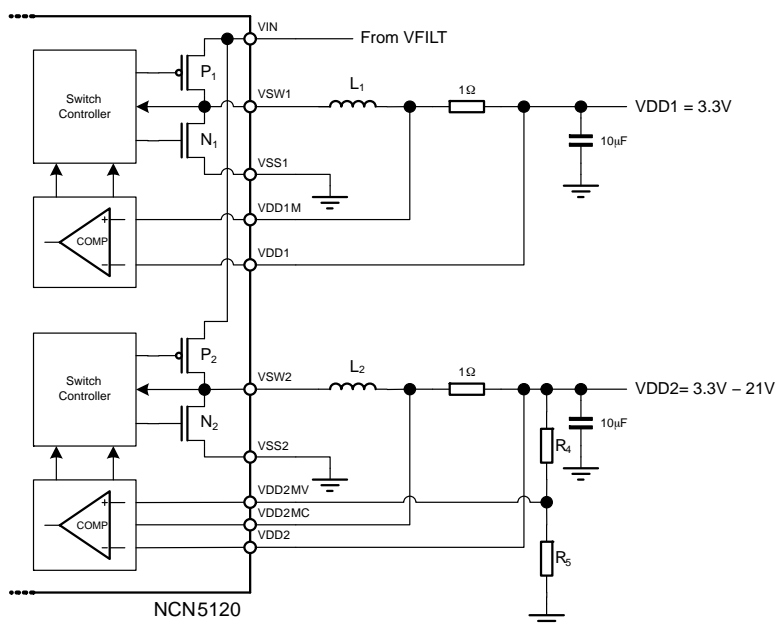 VIN
From VFILT
P1
Switch
Controller
VSW1
L1
1Ω
VDD1 = 3.3V
N1
10μF
VSS1
VDD1M
+
COMP
−
VDD1
P2
Switch
Controller
VSW2
L2
1Ω
VDD2= 3.3V – 21V
N2
10μF
R4
VSS2
VDD2MV
+
COMP
VDD2MC
−
VDD2
R5
NCN5120